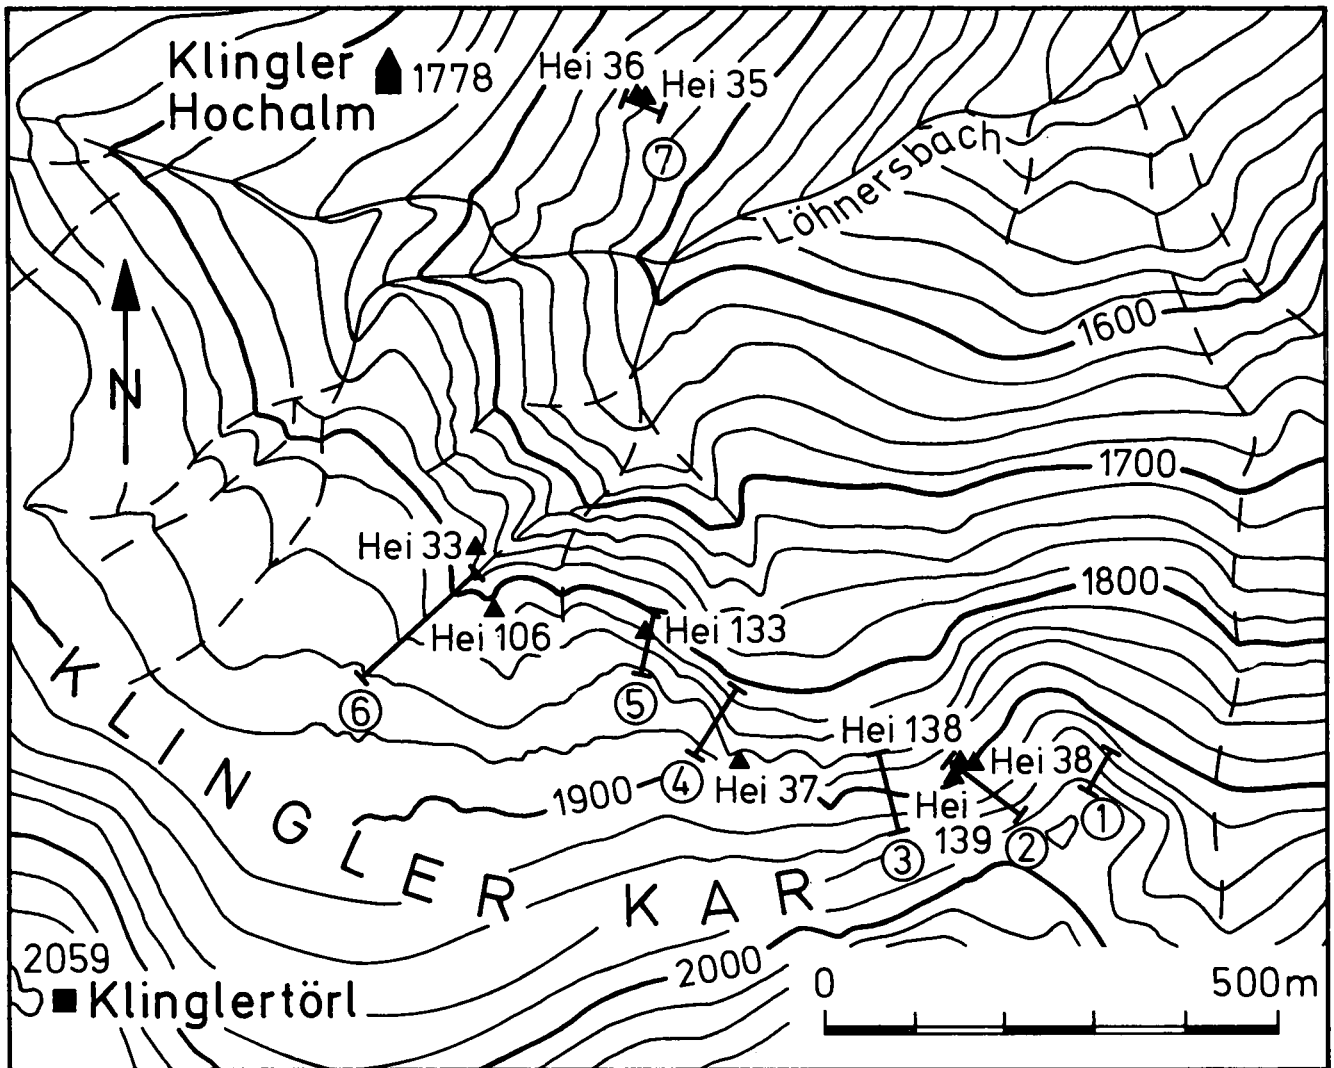 Klingler
Hochalm
1778
Hei 36
Hei 35
7
Löhnersbach
N
1600
1700
1800
Hei 33
Hei 106
Hei 133
6
5
4
Hei 37
Hei 138
Hei 38
Hei
139
3
2
1
1900
KLINGLER KAR
2000
2059
Klinglertörl
0
500m